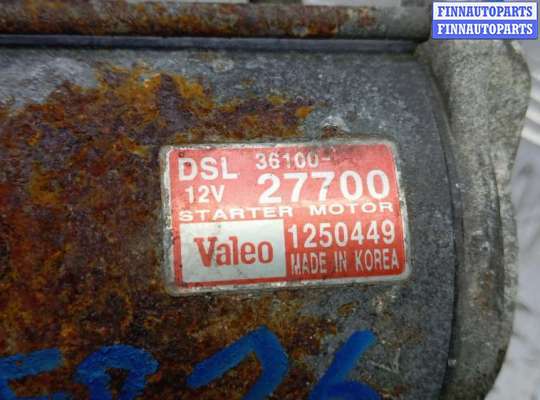 FINNAUTOPARTS
FINNAUTOPARTS
DSL 36100-
12V 27700
STARTER MOTOR
Valeo 1250449
MADE IN KOREA